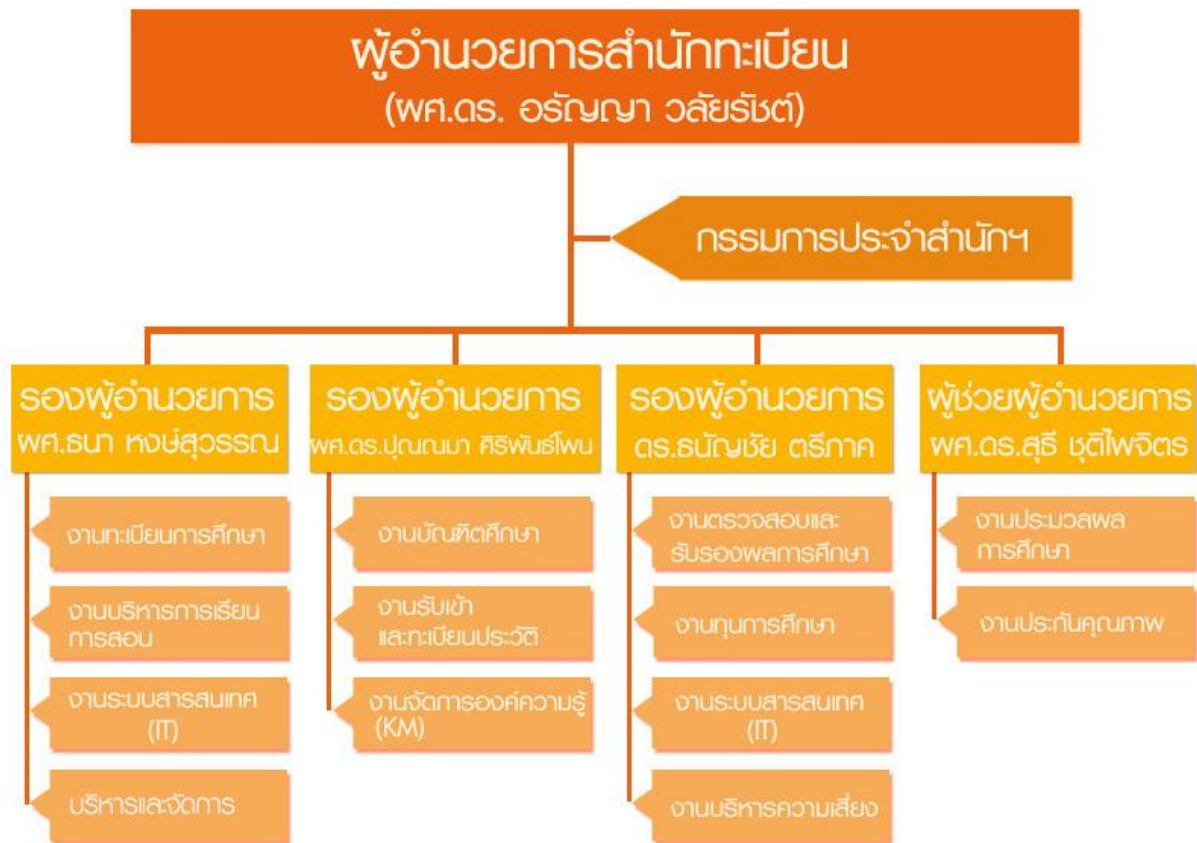 ผู้อำนวยการสำนักทะเบียน
(ผศ.ดร. อรัญญา วลัยรัชต์)
กรรมการประจำสำนักฯ
รองผู้อำนวยการ
ผศ.ธนา หงษ์สุวรรณ
งานทะเบียนการศึกษา
งานบริหารการเรียน
การสอน
งานระบบสารสนเทศ
(IT)
บริหารและจัดการ
รองผู้อำนวยการ
ผศ.ดร.ปุณณมา ศิริพันธ์โนน
งานบัณฑิตศึกษา
งานรับเข้า
และทะเบียนประวัติ
งานจัดการองค์ความรู้
(KM)
รองผู้อำนวยการ
ดร.ธนัญชัย ตรีภาค
งานตรวจสอบและ
รับรองผลการศึกษา
งานทุนการศึกษา
งานระบบสารสนเทศ
(IT)
งานบริหารความเสี่ยง
ผู้ช่วยผู้อำนวยการ
ผศ.ดร.สุธี ชุติไพจิตร
งานประมวลผล
การศึกษา
งานประกันคุณภาพ